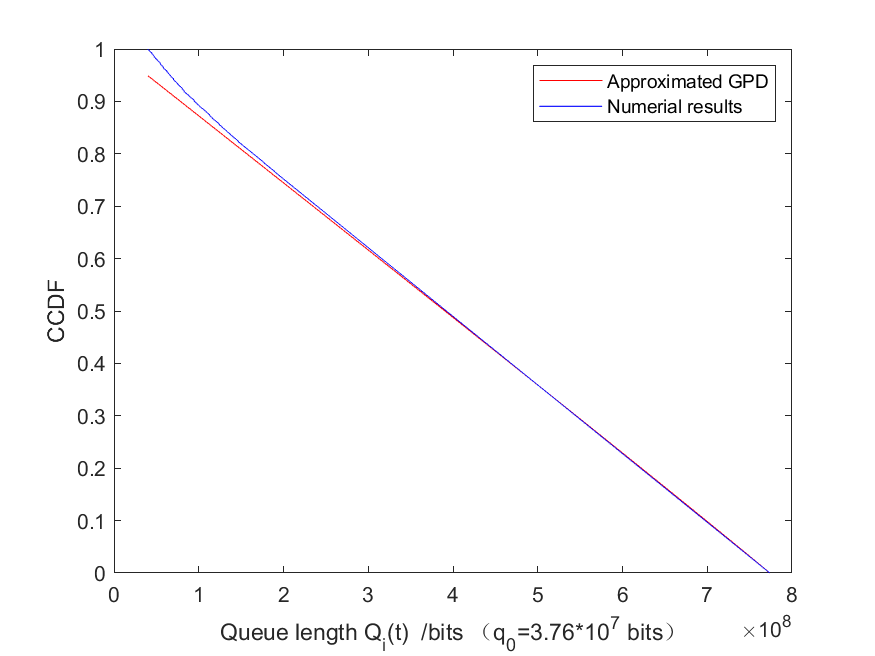 1
0.9
0.8
0.7
0.6
0.5
0.4
0.3
0.2
0.1
0
CCDF
Approximated GPD
Numerial results
0 1 2 3 4 5 6 7 8
×10^8
Queue length Q_i(t) /bits （q_0=3.76*10^7 bits）